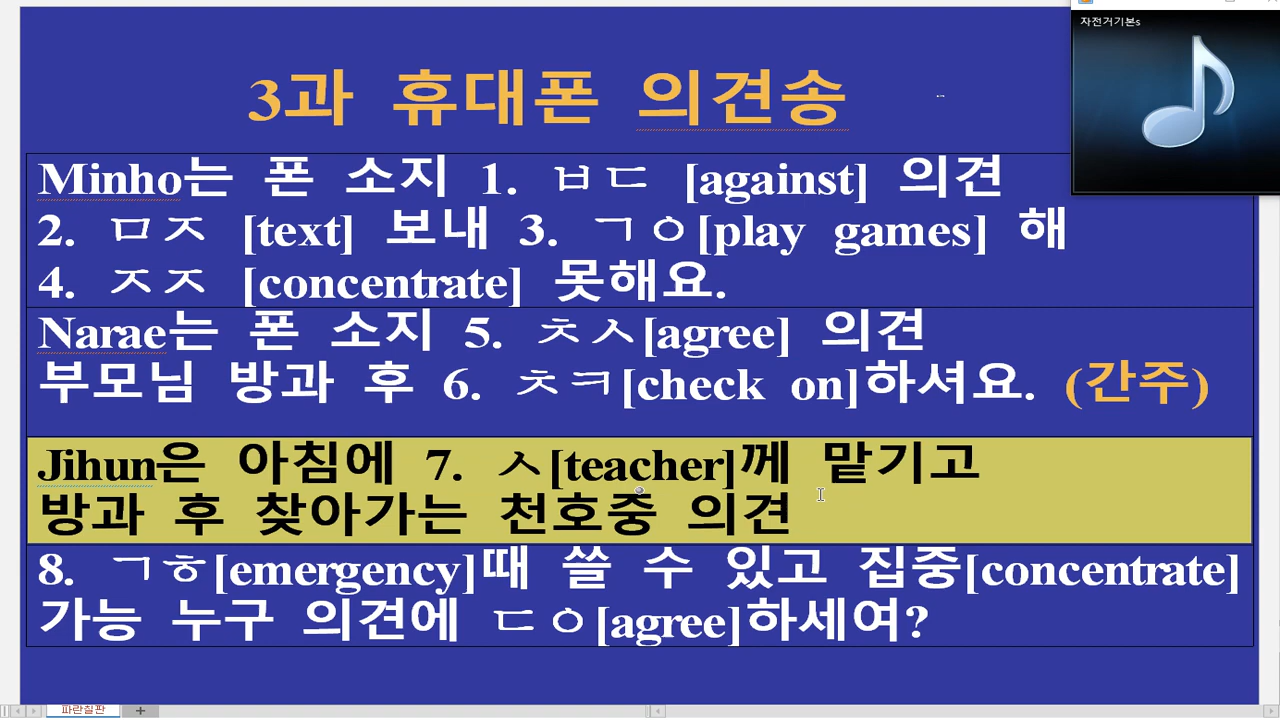 자전거기본s
3과 휴대폰 의견송
Minho는 폰 소지 1. ㅂㄷ [against] 의견
2. ㅁㅈ [text] 보내 3. ㄱㅇ[play games] 해
4. ㅈㅈ [concentrate] 못해요.
Narae는 폰 소지 5. ㅊㅅ[agree] 의견
부모님 방과 후 6. ㅊㅋ[check on]하셔요. (간주)
Jihun은 아침에 7. ㅅ[teacher]께 맡기고
방과 후 찾아가는 천호중 의견
8. ㄱㅎ[emergency]때 쓸 수 있고 집중[concentrate]
가능 누구 의견에 ㄷㅇ[agree]하세여?
파란칠판